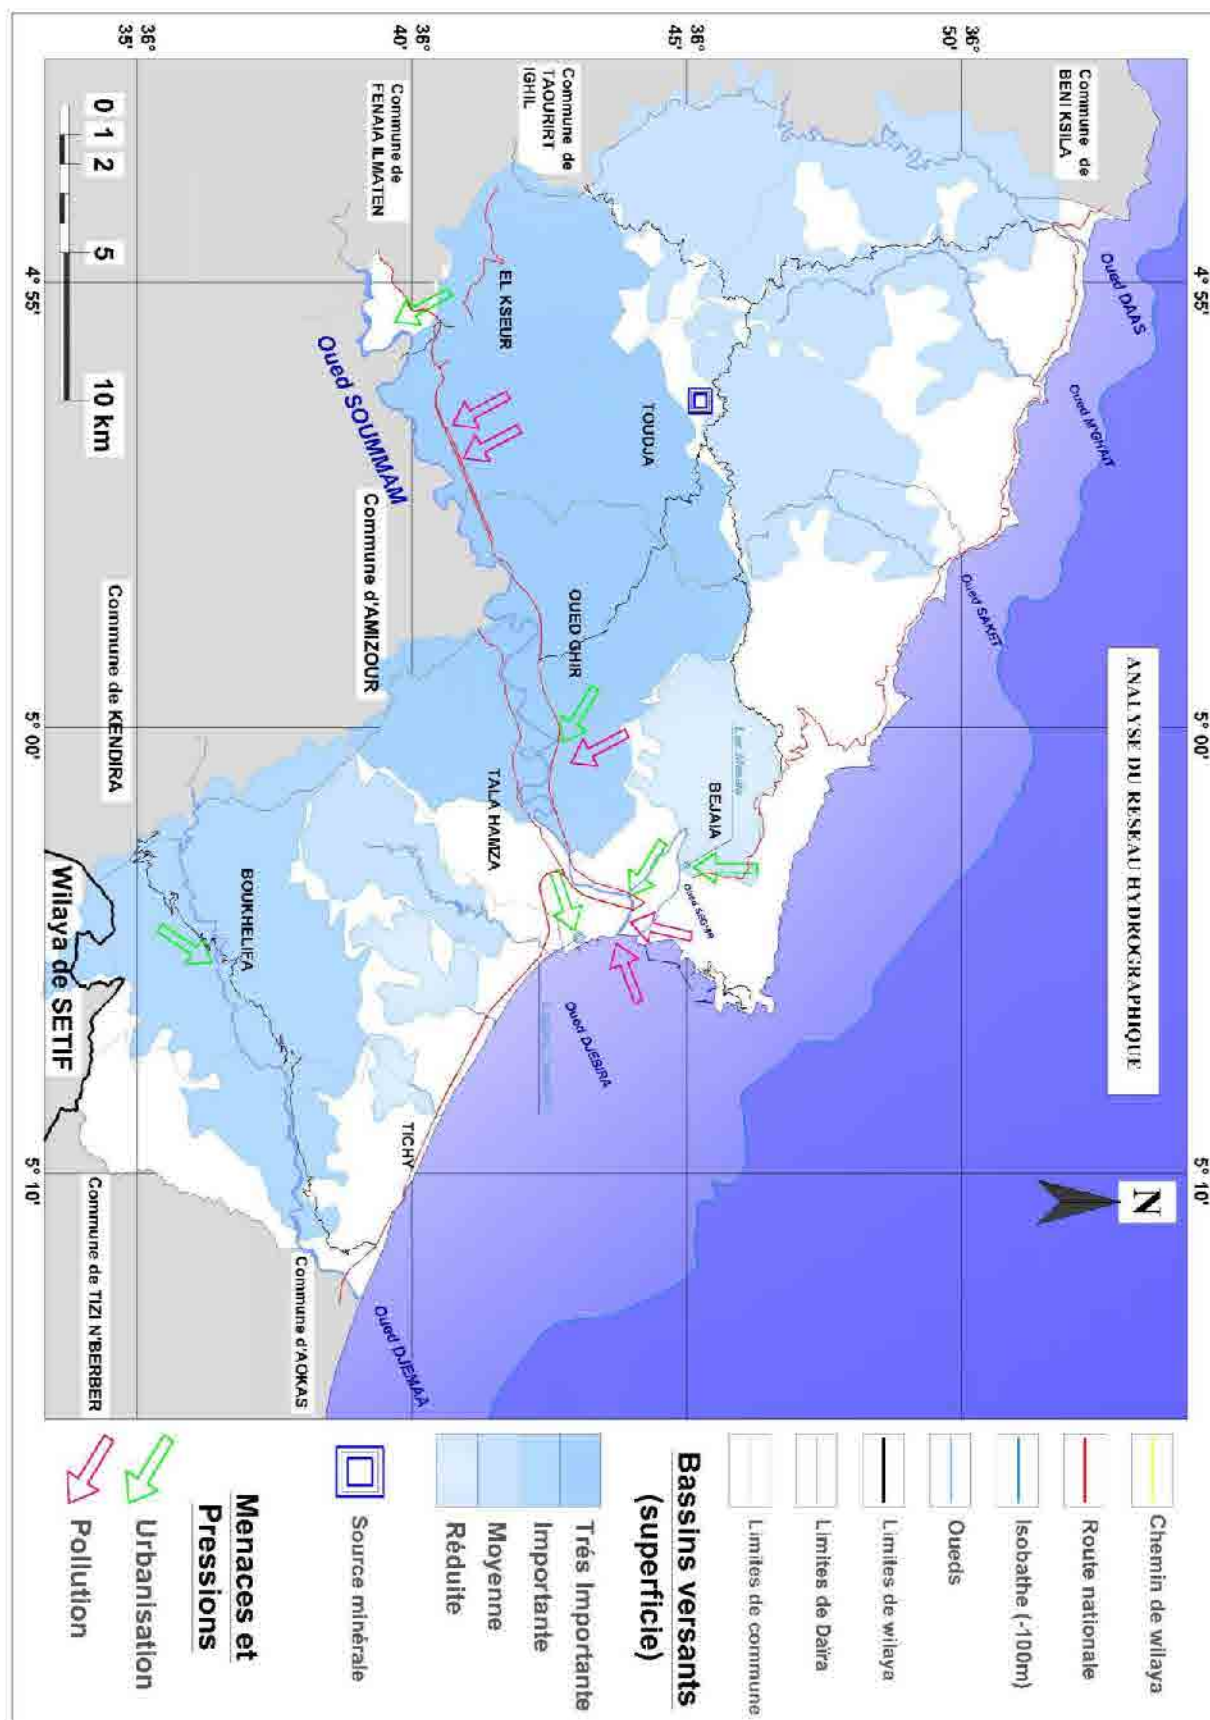 ANALYSE DU RESEAU HYDROGRAPHIQUE
N
4° 55'
5° 00'
5° 10'
36° 50'
36° 45'
36° 40'
36° 35'
Commune de
BENI KSILA
Oued DAAS
Oued M'GHAIT
Oued SAKET
Commune de
TAOURIRT
IGHIL
TOUDJA
Lac Mezaia
BEJAIA
Oued SEGHIR
EL KSEUR
OUED GHIR
Oued DJEBIRA
Commune de
FENAIA ILMATEN
Oued SOUMMAM
Commune d'AMIZOUR
TALA HAMZA
TICHY
Oued DJEMAA
Commune de KENDIRA
BOUKHELIFA
Commune d'AOKAS
Wilaya de SETIF
Commune de TIZI N'BERBER
0 1 2 5 10 km
Chemin de wilaya
Route nationale
Isobathe (-100m)
Oueds
Limites de wilaya
Limites de Daïra
Limites de commune
Bassins versants
(superficie)
Trés Importante
Importante
Moyenne
Réduite
Source minérale
Menaces et
Pressions
Urbanisation
Pollution